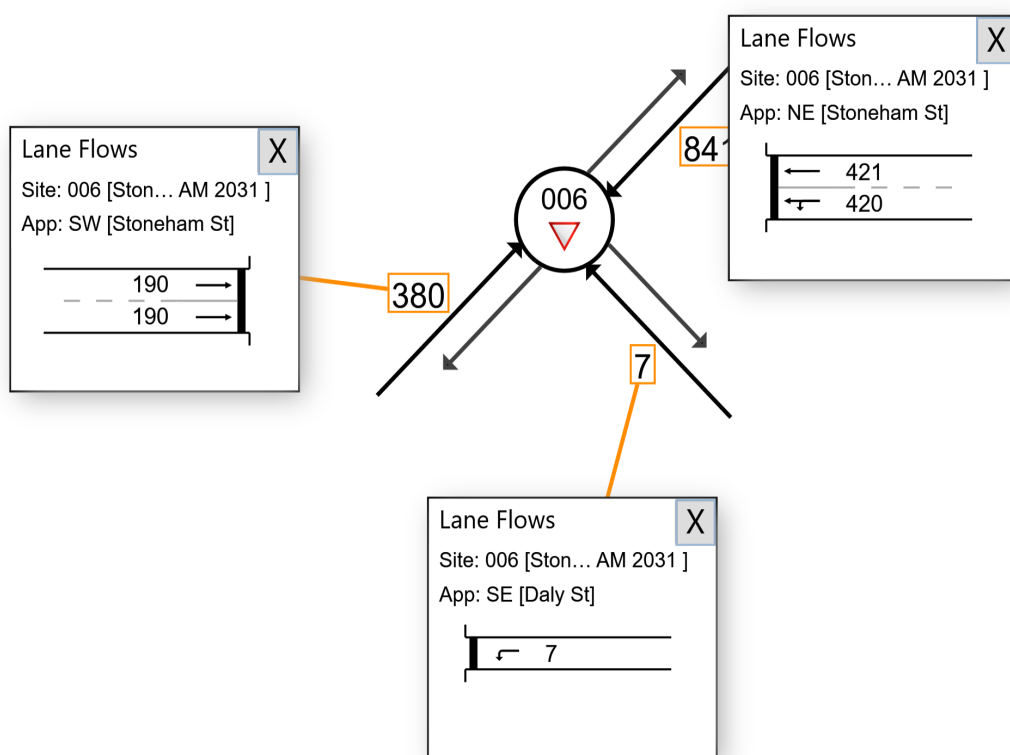 Lane Flows X
Site: 006 [Ston... AM 2031 ]
App: NE [Stoneham St]
421
420
841
006
Lane Flows X
Site: 006 [Ston... AM 2031 ]
App: SW [Stoneham St]
190
190
380
7
Lane Flows X
Site: 006 [Ston... AM 2031 ]
App: SE [Daly St]
7